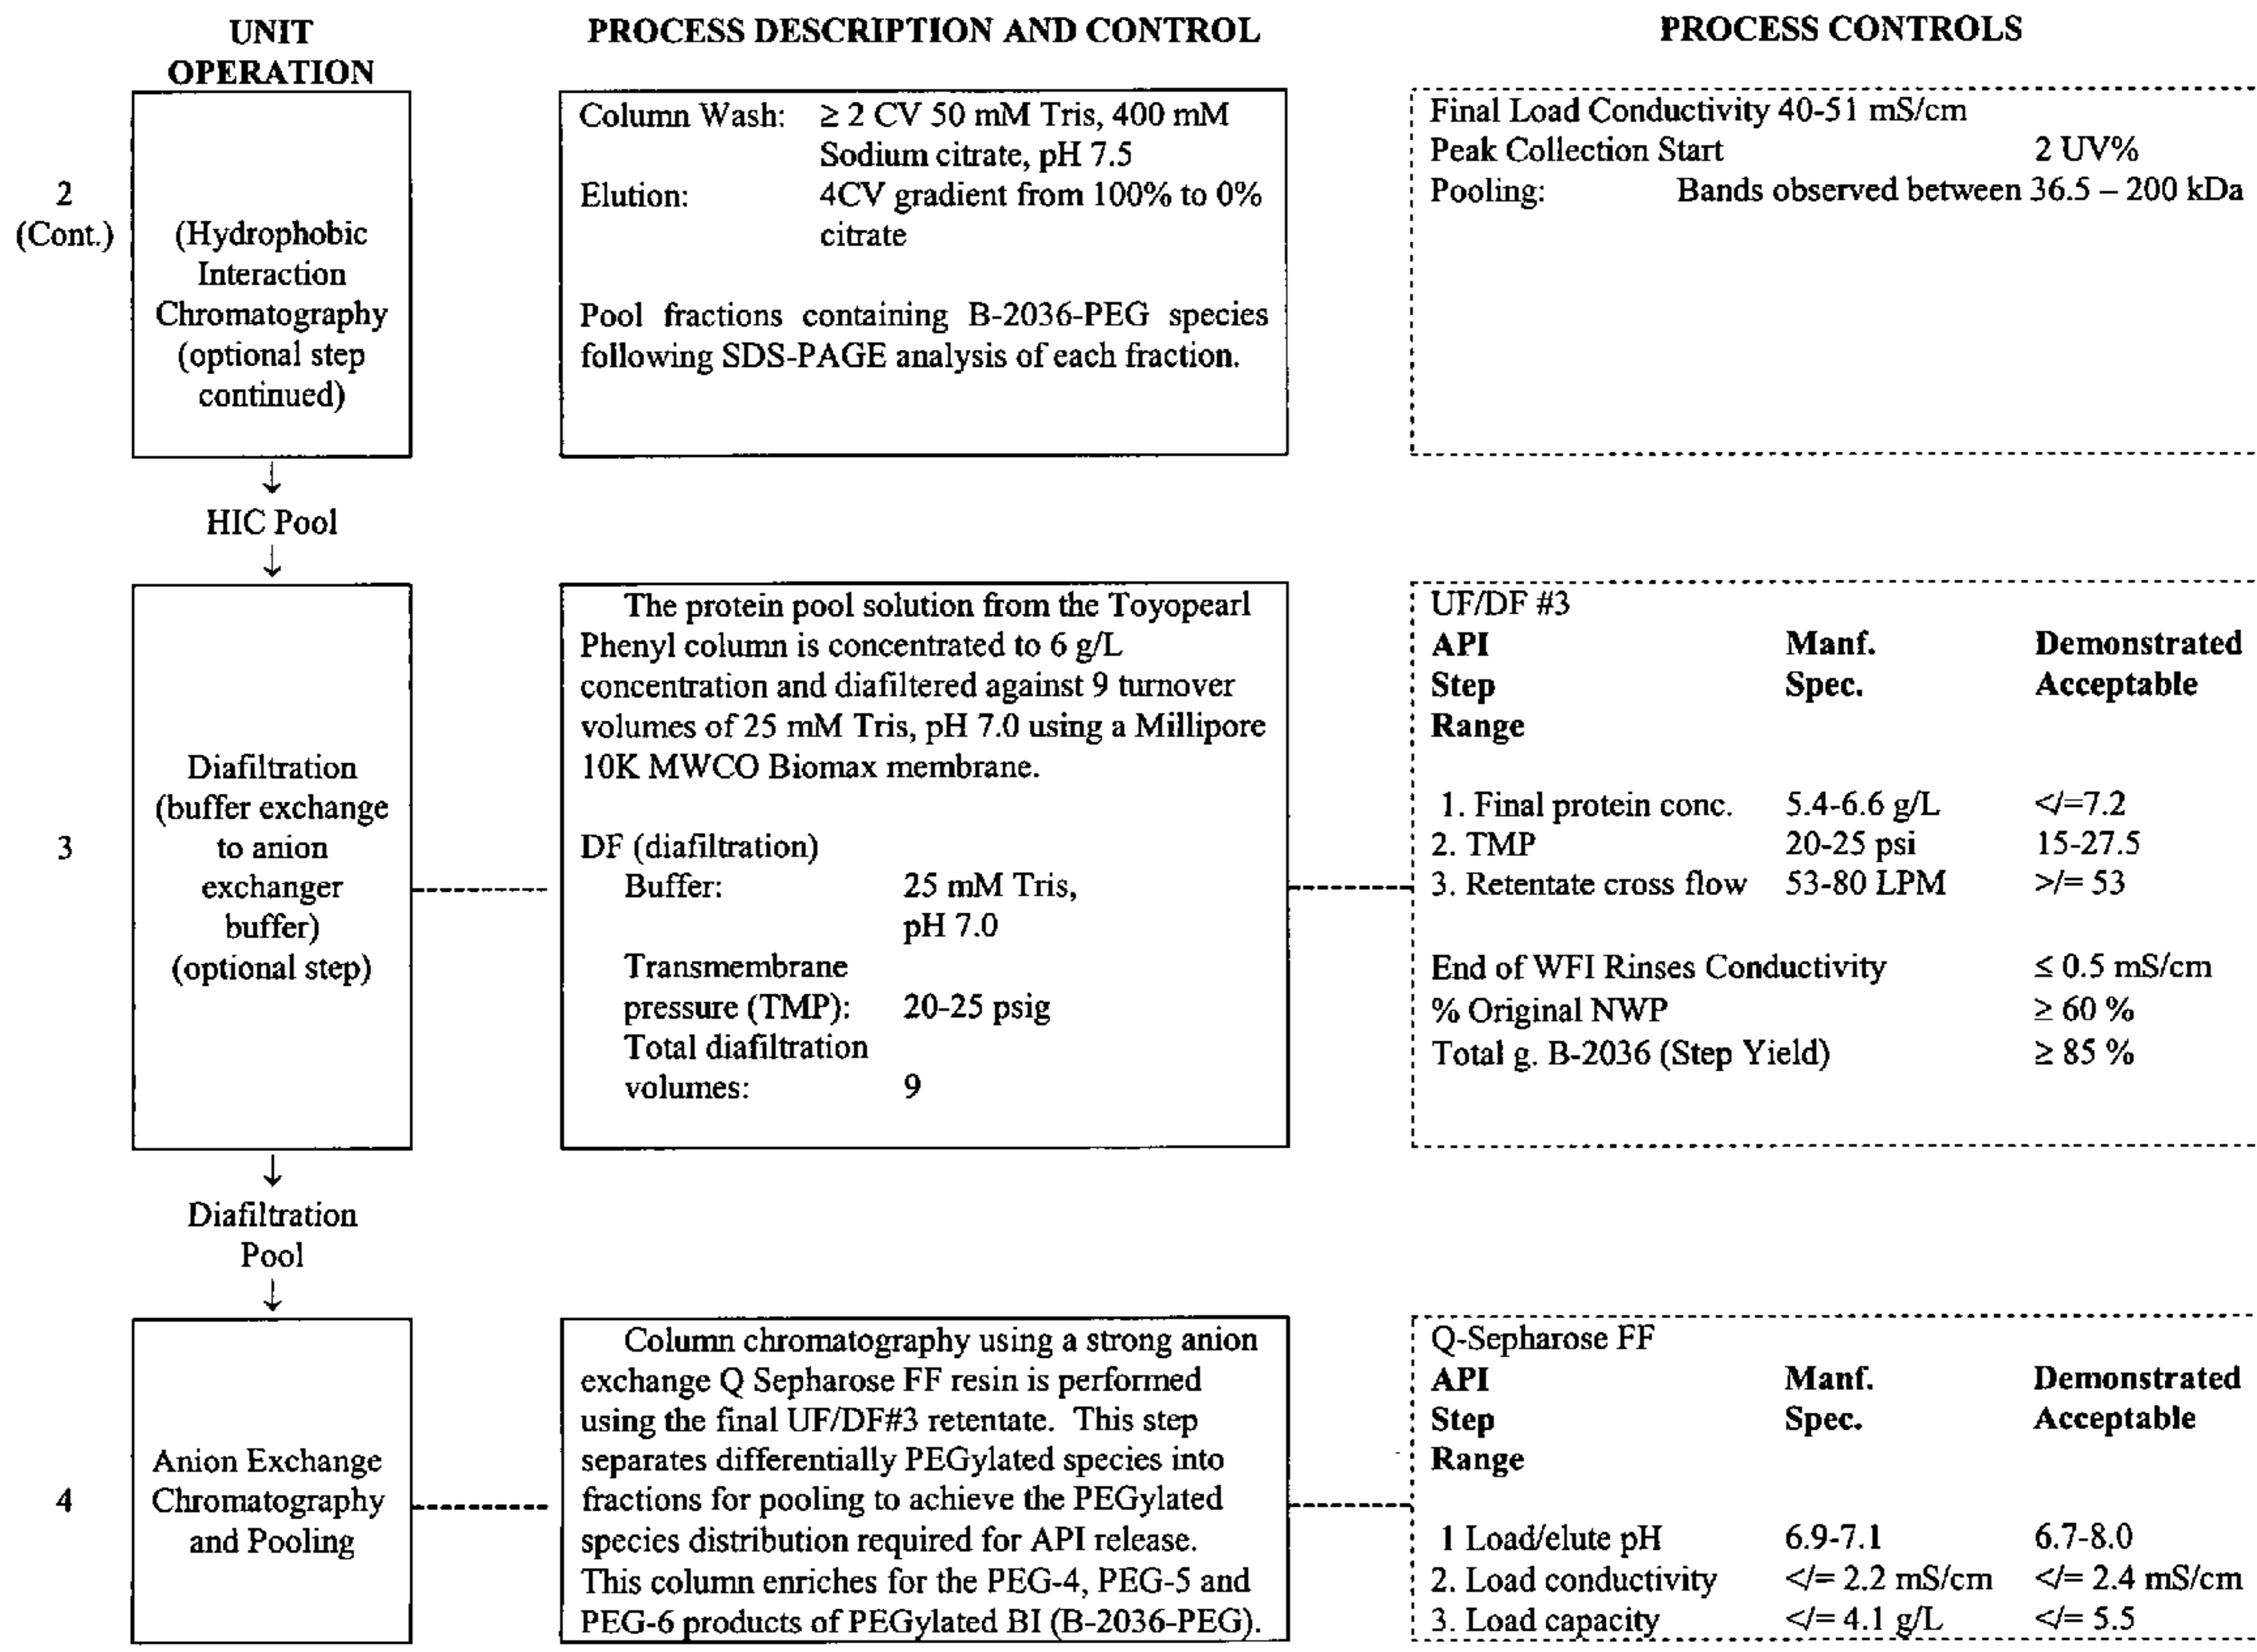 UNIT
OPERATION
PROCESS DESCRIPTION AND CONTROL
PROCESS CONTROLS
2
(Cont.)
(Hydrophobic
Interaction
Chromatography
(optional step
continued)
Column Wash: ≥ 2 CV 50 mM Tris, 400 mM
Sodium citrate, pH 7.5
Elution: 4CV gradient from 100% to 0%
citrate
Pool fractions containing B-2036-PEG species
following SDS-PAGE analysis of each fraction.
Final Load Conductivity 40-51 mS/cm
Peak Collection Start 2 UV%
Pooling: Bands observed between 36.5 – 200 kDa
HIC Pool
3
Diafiltration
(buffer exchange
to anion
exchanger
buffer)
(optional step)
The protein pool solution from the Toyopearl
Phenyl column is concentrated to 6 g/L
concentration and diafiltered against 9 turnover
volumes of 25 mM Tris, pH 7.0 using a Millipore
10K MWCO Biomax membrane.
DF (diafiltration)
Buffer: 25 mM Tris,
pH 7.0
Transmembrane
pressure (TMP): 20-25 psig
Total diafiltration
volumes: 9
UF/DF #3
API Manf. Demonstrated
Step Spec. Acceptable
Range
1. Final protein conc. 5.4-6.6 g/L </=7.2
2. TMP 20-25 psi 15-27.5
3. Retentate cross flow 53-80 LPM >/= 53
End of WFI Rinses Conductivity ≤ 0.5 mS/cm
% Original NWP ≥ 60 %
Total g. B-2036 (Step Yield) ≥ 85 %
Diafiltration
Pool
4
Anion Exchange
Chromatography
and Pooling
Column chromatography using a strong anion
exchange Q Sepharose FF resin is performed
using the final UF/DF#3 retentate. This step
separates differentially PEGylated species into
fractions for pooling to achieve the PEGylated
species distribution required for API release.
This column enriches for the PEG-4, PEG-5 and
PEG-6 products of PEGylated BI (B-2036-PEG).
Q-Sepharose FF
API Manf. Demonstrated
Step Spec. Acceptable
Range
1 Load/elute pH 6.9-7.1 6.7-8.0
2. Load conductivity </= 2.2 mS/cm </= 2.4 mS/cm
3. Load capacity </= 4.1 g/L </= 5.5